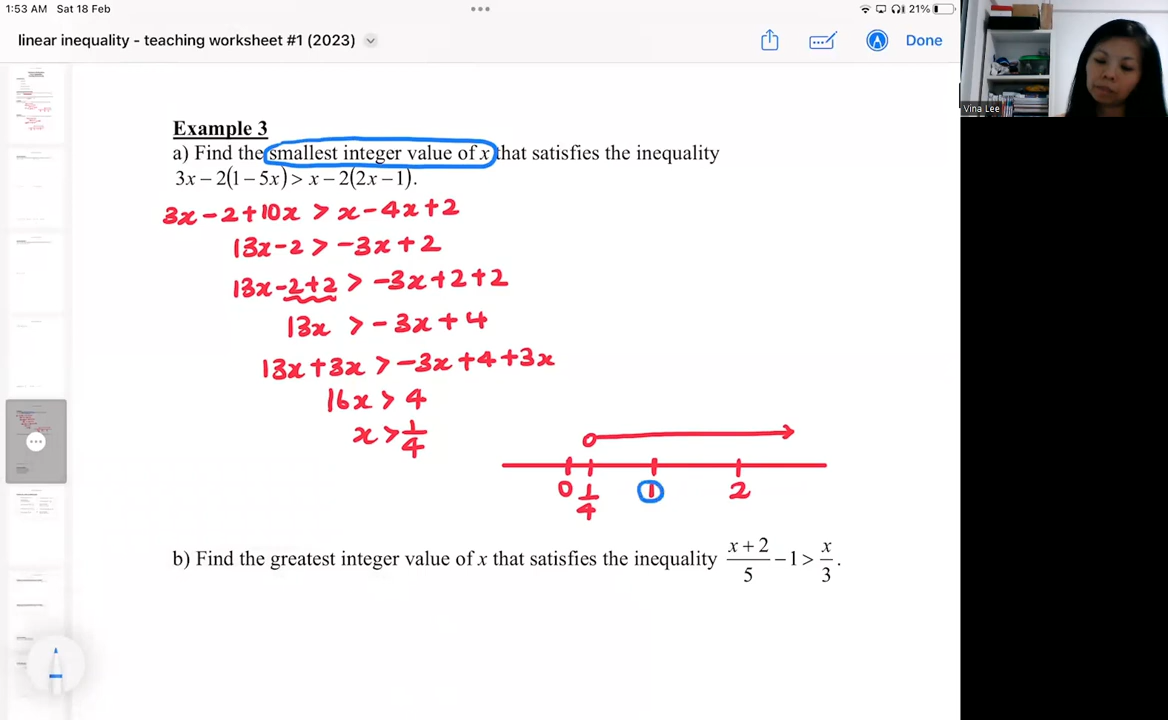 1:53 AM Sat 18 Feb
21%
linear inequality - teaching worksheet #1 (2023)
Done
Vina Lee
Example 3
a) Find the smallest integer value of x that satisfies the inequality
3x – 2(1 – 5x) > x – 2(2x – 1).
3x - 2 + 10x > x - 4x + 2
13x - 2 > -3x + 2
13x - 2 + 2 > -3x + 2 + 2
13x > -3x + 4
13x + 3x > -3x + 4 + 3x
16x > 4
x > 1/4
0 1/4 1 2
b) Find the greatest integer value of x that satisfies the inequality (x + 2)/5 – 1 > x/3.